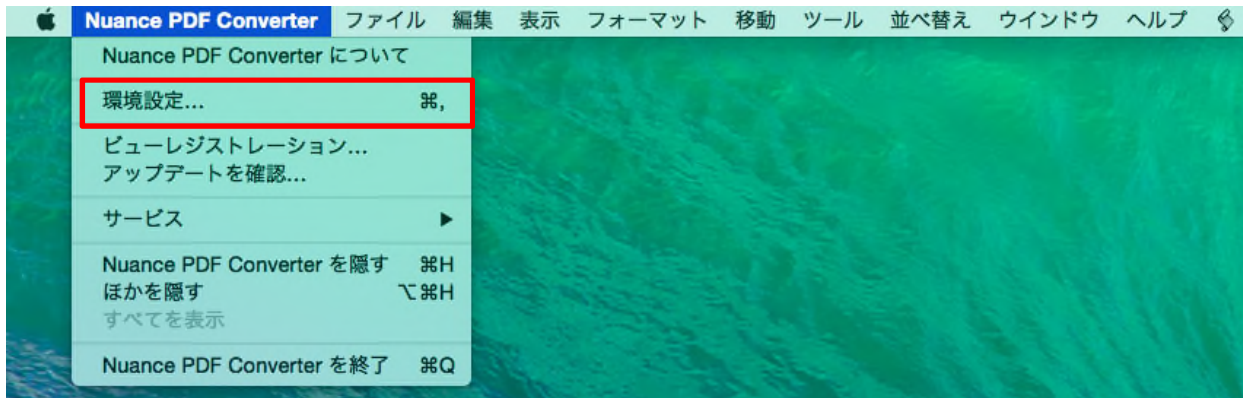 Nuance PDF Converter ファイル 編集 表示 フォーマット 移動 ツール 並べ替え ウインドウ ヘルプ
Nuance PDF Converter について
環境設定... ⌘,
ビューレジストレーション...
アップデートを確認...
サービス ▶
Nuance PDF Converter を隠す ⌘H
ほかを隠す ⌥⌘H
すべてを表示
Nuance PDF Converter を終了 ⌘Q